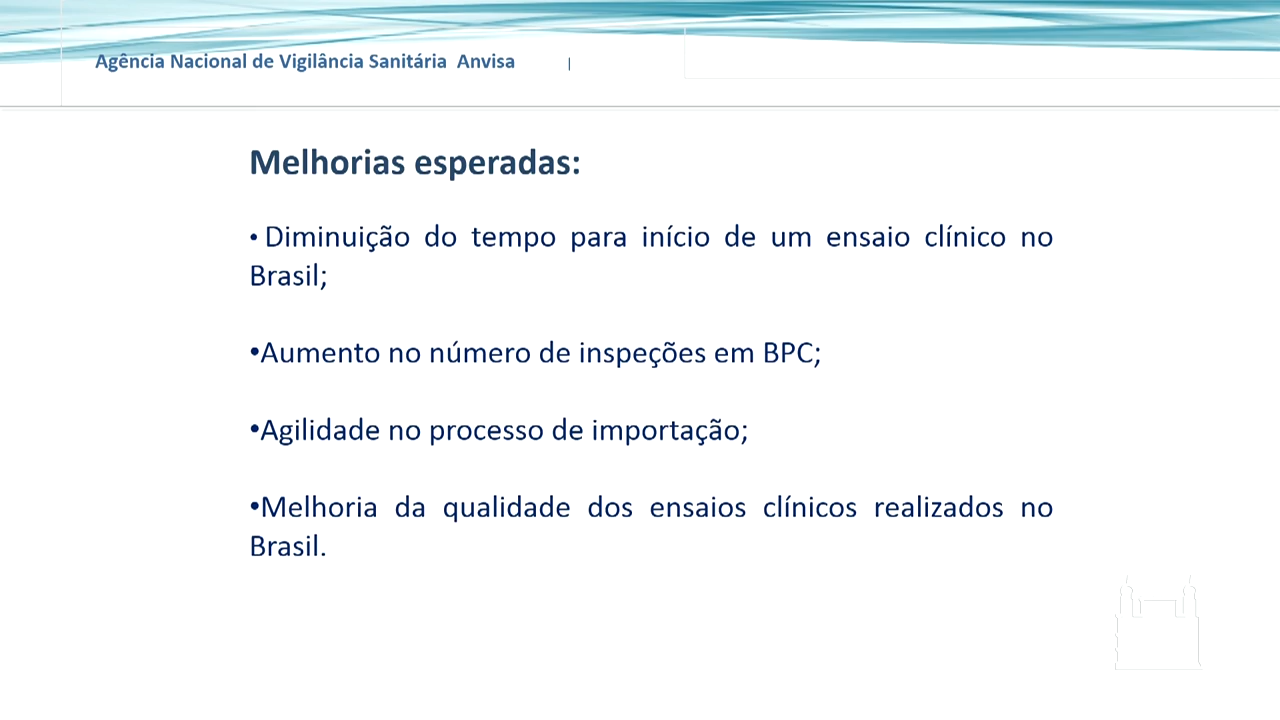 Agência Nacional de Vigilância Sanitária  Anvisa |
Melhorias esperadas:
• Diminuição do tempo para início de um ensaio clínico no
Brasil;
•Aumento no número de inspeções em BPC;
•Agilidade no processo de importação;
•Melhoria da qualidade dos ensaios clínicos realizados no
Brasil.